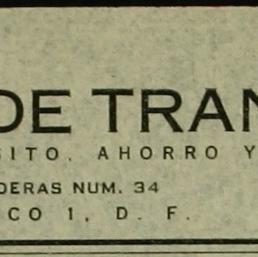 DE TRAN
SITO, AHORRO Y
DERAS NUM. 34
CO 1, D. F.